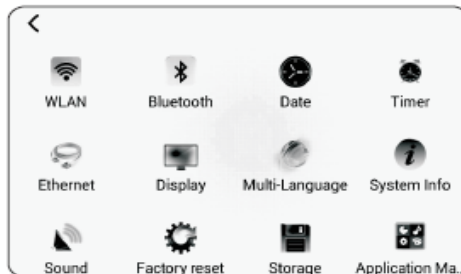 WLAN Bluetooth Date Timer
Ethernet Display Multi-Language System Info
Sound Factory reset Storage Application Ma.